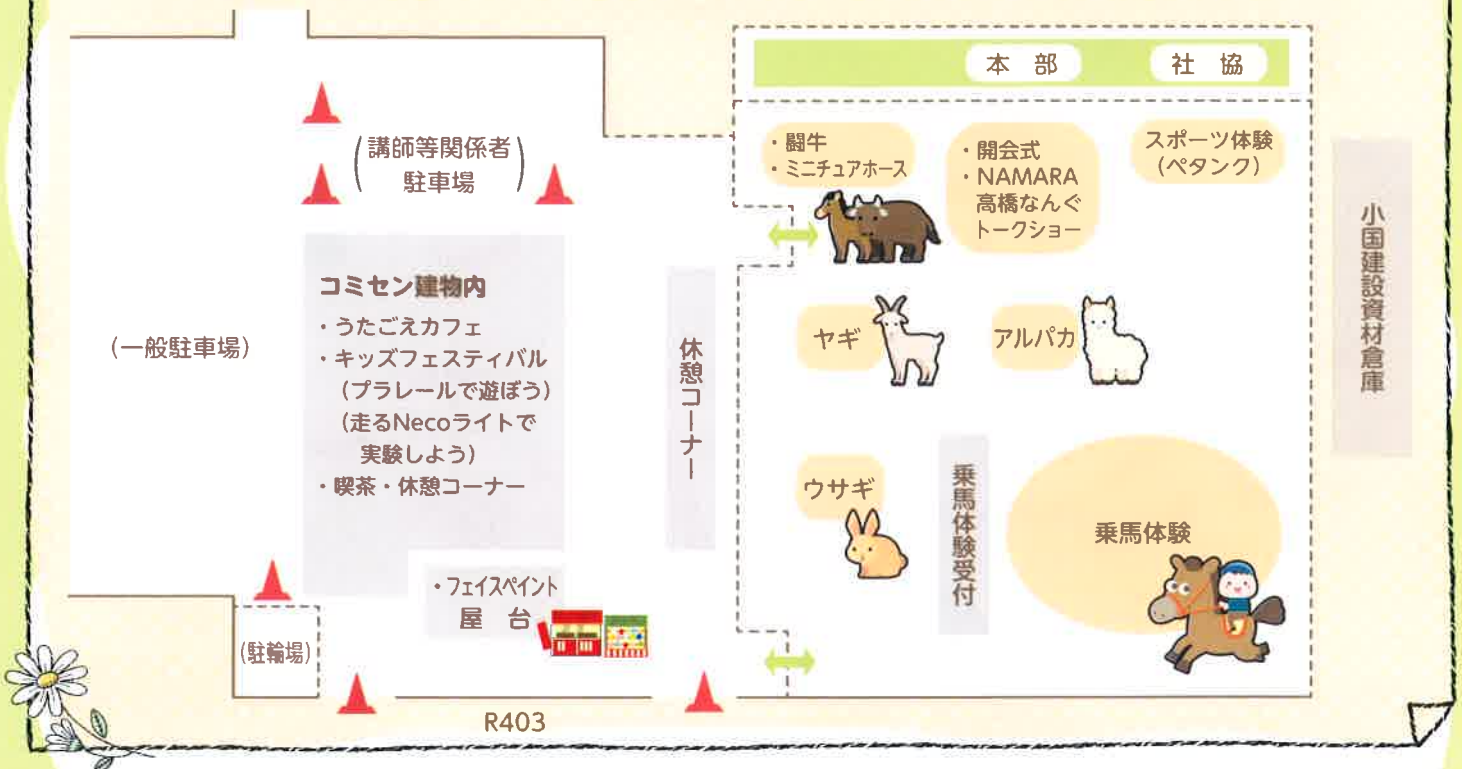 本 部
社 協
(講師等関係者
駐車場)
・闘牛
・ミニチュアホース
・開会式
・NAMARA
高橋なんぐ
トークショー
スポーツ体験
(ペタンク)
小国建設資材倉庫
(一般駐車場)
コミセン建物内
・うたごえカフェ
・キッズフェスティバル
(プラレールで遊ぼう)
(走るNecoライトで
実験しよう)
・喫茶・休憩コーナー
休憩コーナー
ヤギ
アルパカ
ウサギ
乗馬体験受付
乗馬体験
・フェイスペイント
屋 台
(駐輪場)
R403